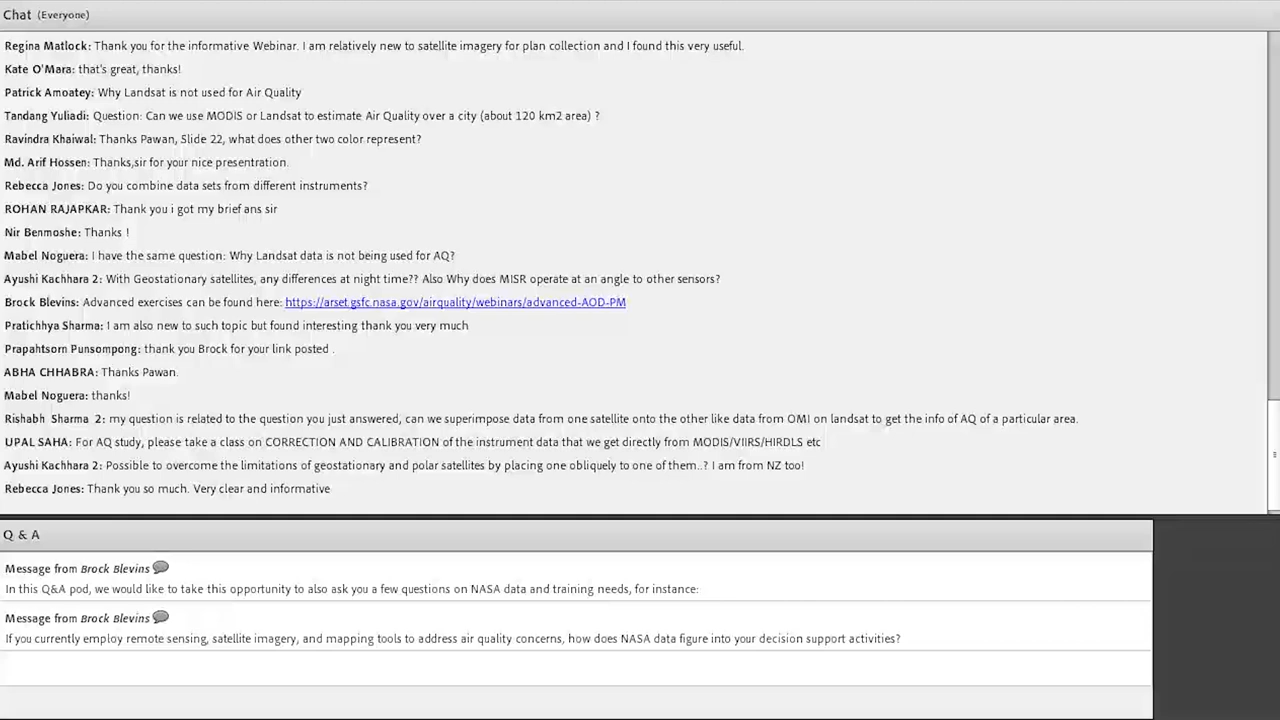 Chat (Everyone)
Regina Matlock: Thank you for the informative Webinar. I am relatively new to satellite imagery for plan collection and I found this very useful.
Kate O'Mara: that's great, thanks!
Patrick Amoatey: Why Landsat is not used for Air Quality
Tandang Yuliadi: Question: Can we use MODIS or Landsat to estimate Air Quality over a city (about 120 km2 area) ?
Ravindra Khaiwal: Thanks Pawan, Slide 22, what does other two color represent?
Md. Arif Hossen: Thanks,sir for your nice presentation.
Rebecca Jones: Do you combine data sets from different instruments?
ROHAN RAJAPKAR: Thank you i got my brief ans sir
Nir Benmoshe: Thanks !
Mabel Noguera: I have the same question: Why Landsat data is not being used for AQ?
Ayushi Kachhara 2: With Geostationary satellites, any differences at night time?? Also Why does MISR operate at an angle to other sensors?
Brock Blevins: Advanced exercises can be found here: https://arset.gsfc.nasa.gov/airquality/webinars/advanced-AOD-PM
Pratichhya Sharma: I am also new to such topic but found interesting thank you very much
Prapahtsorn Punsompong: thank you Brock for your link posted .
ABHA CHHABRA: Thanks Pawan.
Mabel Noguera: thanks!
Rishabh Sharma 2: my question is related to the question you just answered, can we superimpose data from one satellite onto the other like data from OMI on landsat to get the info of AQ of a particular area.
UPAL SAHA: For AQ study, please take a class on CORRECTION AND CALIBRATION of the instrument data that we get directly from MODIS/VIIRS/HIRDLS etc
Ayushi Kachhara 2: Possible to overcome the limitations of geostationary and polar satellites by placing one obliquely to one of them..? I am from NZ too!
Rebecca Jones: Thank you so much. Very clear and informative
Q & A
Message from Brock Blevins
In this Q&A pod, we would like to take this opportunity to also ask you a few questions on NASA data and training needs, for instance:
Message from Brock Blevins
If you currently employ remote sensing, satellite imagery, and mapping tools to address air quality concerns, how does NASA data figure into your decision support activities?